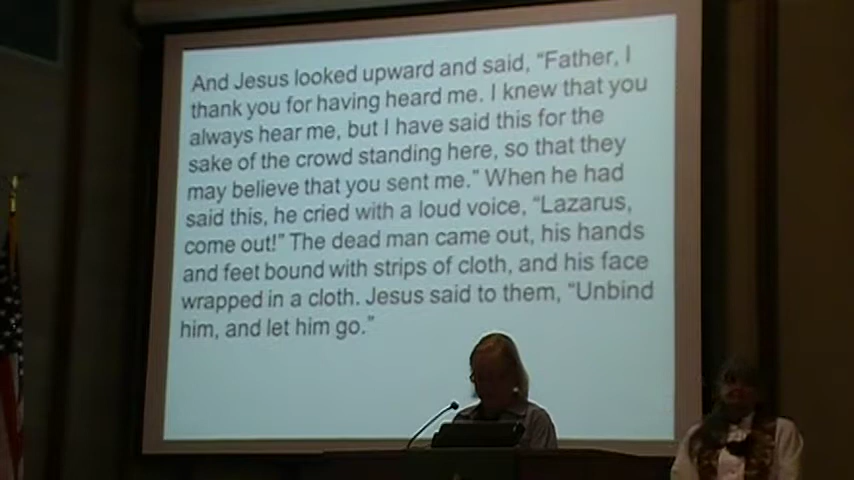 And Jesus looked upward and said, “Father, I
thank you for having heard me. I knew that you
always hear me, but I have said this for the
sake of the crowd standing here, so that they
may believe that you sent me.” When he had
said this, he cried with a loud voice, “Lazarus,
come out!” The dead man came out, his hands
and feet bound with strips of cloth, and his face
wrapped in a cloth. Jesus said to them, “Unbind
him, and let him go.”